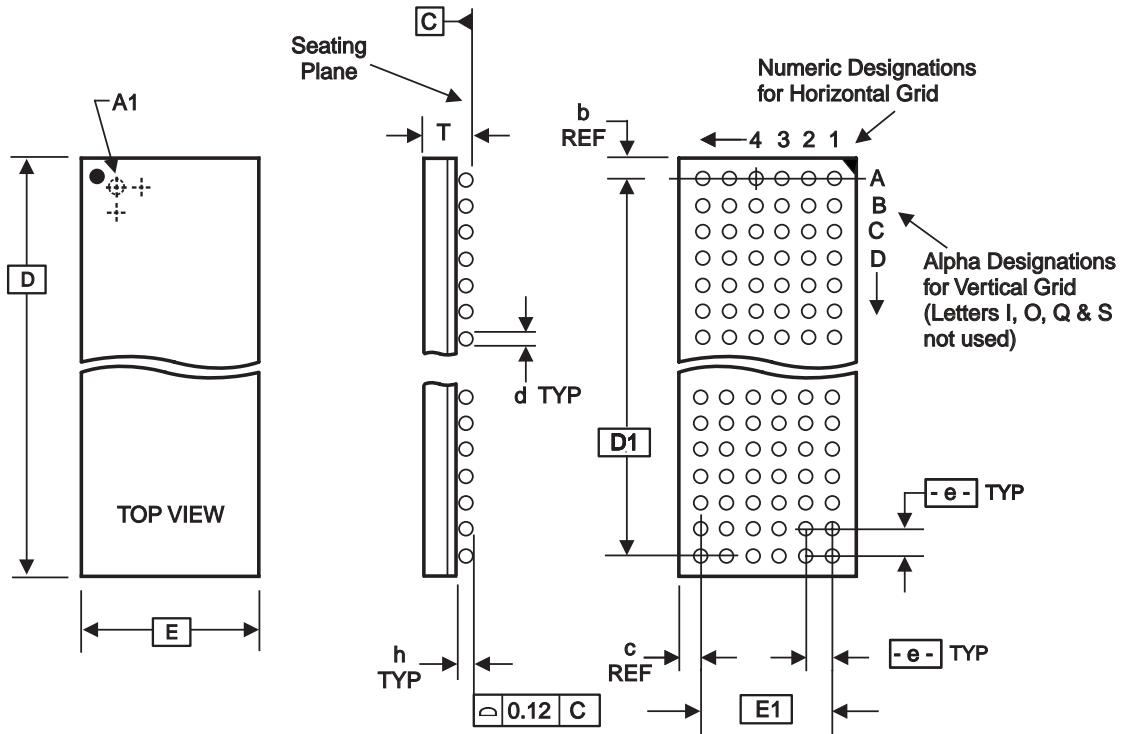 C
Seating
Plane
Numeric Designations
for Horizontal Grid
A1
T
b
REF
4 3 2 1
A
B
C
D
Alpha Designations
for Vertical Grid
(Letters I, O, Q & S
not used)
D
d TYP
D1
- e - TYP
TOP VIEW
E
h
TYP
c
REF
- e - TYP
⌓ 0.12 C
E1